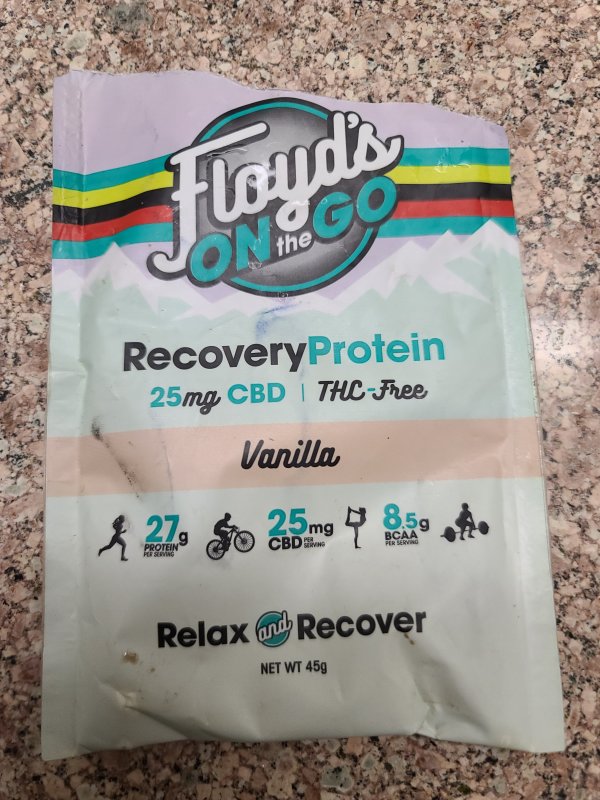 Floyd's
ON the GO
RecoveryProtein
25mg CBD | THC-Free
Vanilla
27g
PROTEIN
PER SERVING
25mg
CBD PER SERVING
8.5g
BCAA
PER SERVING
Relax and Recover
NET WT 45g